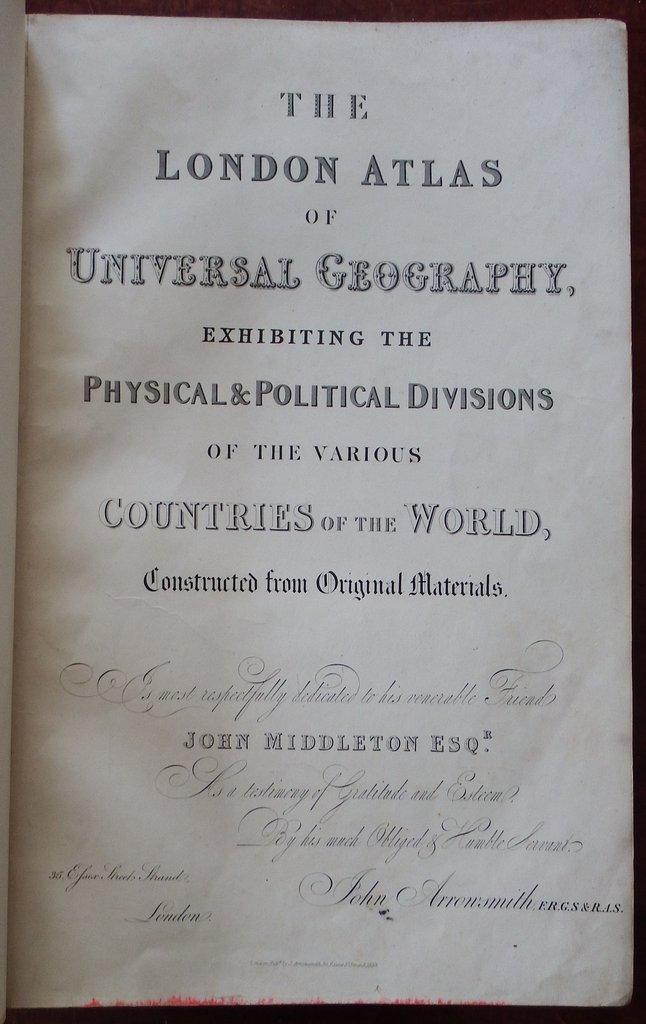 THE
LONDON ATLAS
OF
UNIVERSAL GEOGRAPHY,
EXHIBITING THE
PHYSICAL & POLITICAL DIVISIONS
OF THE VARIOUS
COUNTRIES OF THE WORLD,
Constructed from Original Materials.
Is most respectfully dedicated to his venerable Friend
JOHN MIDDLETON ESQR.
As a testimony of Gratitude and Esteem.
By his much Obliged & Humble Servant
John Arrowsmith, F.R.G.S & R.A.S.
35, Essex Street, Strand,
London.